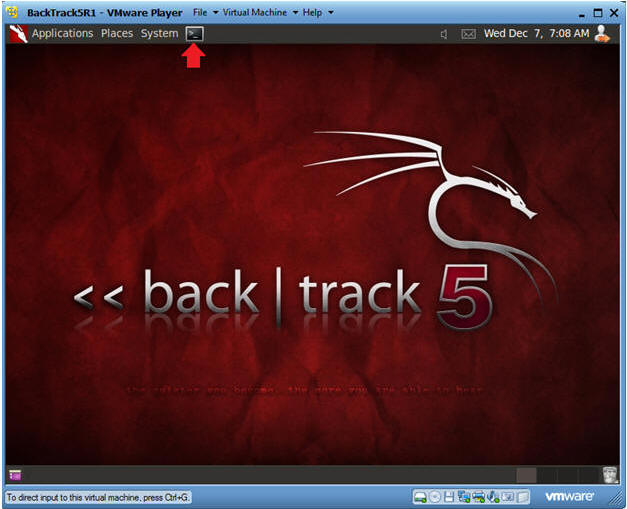 BackTrack5R1 - VMware Player File Virtual Machine Help
Applications Places System Wed Dec 7, 7:08 AM
<< back | track 5
the quieter you become, the more you are able to hear
To direct input to this virtual machine, press Ctrl+G.
vmware